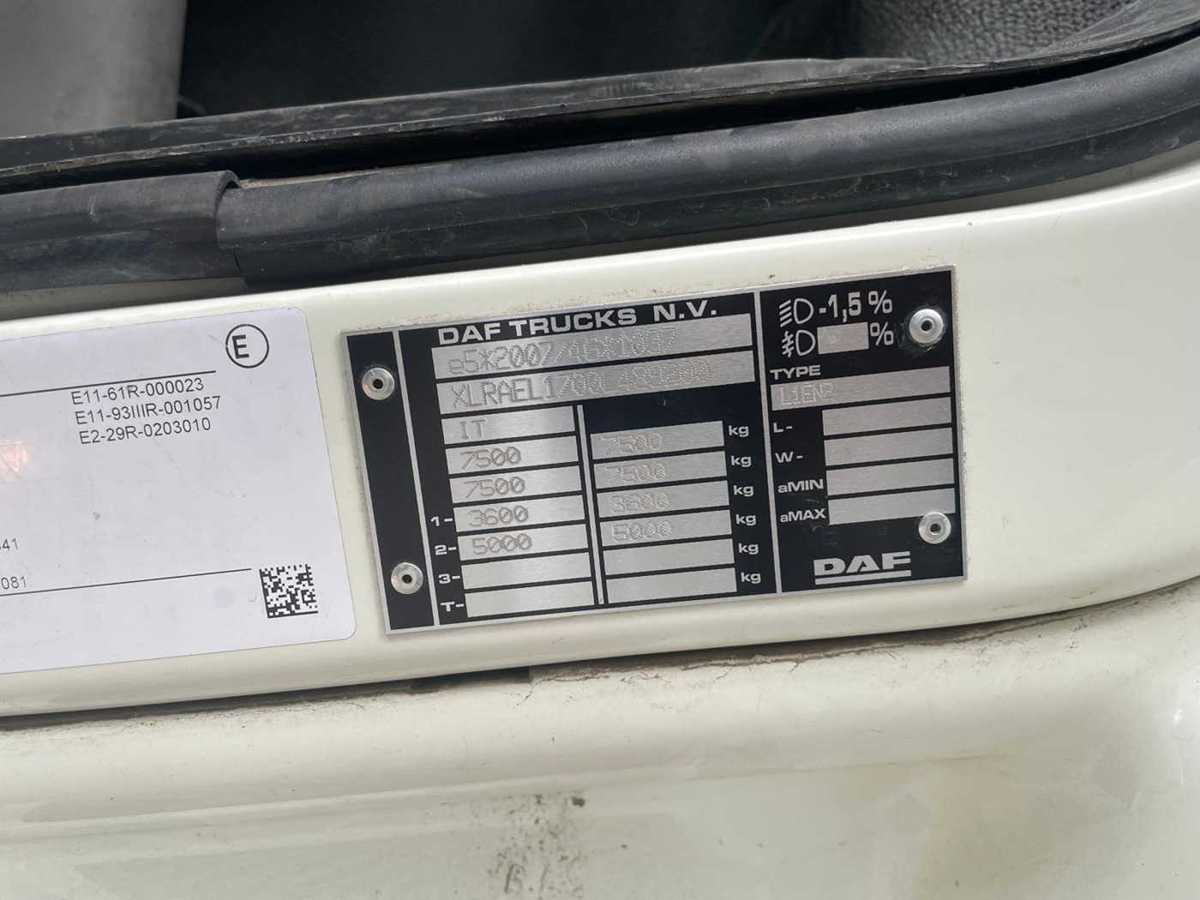 E
E11-61R-000023
E11-93IIIR-001057
E2-29R-0203010
41
081
DAF TRUCKS N.V.
e5*2007/46*1037
IT
7500 7500 kg
7500 7500 kg
1- 3600 3600 kg
2- 5000 5000 kg
3- kg
T- kg
-1,5%
%
TYPE
L-
W-
aMIN
aMAX
DAF